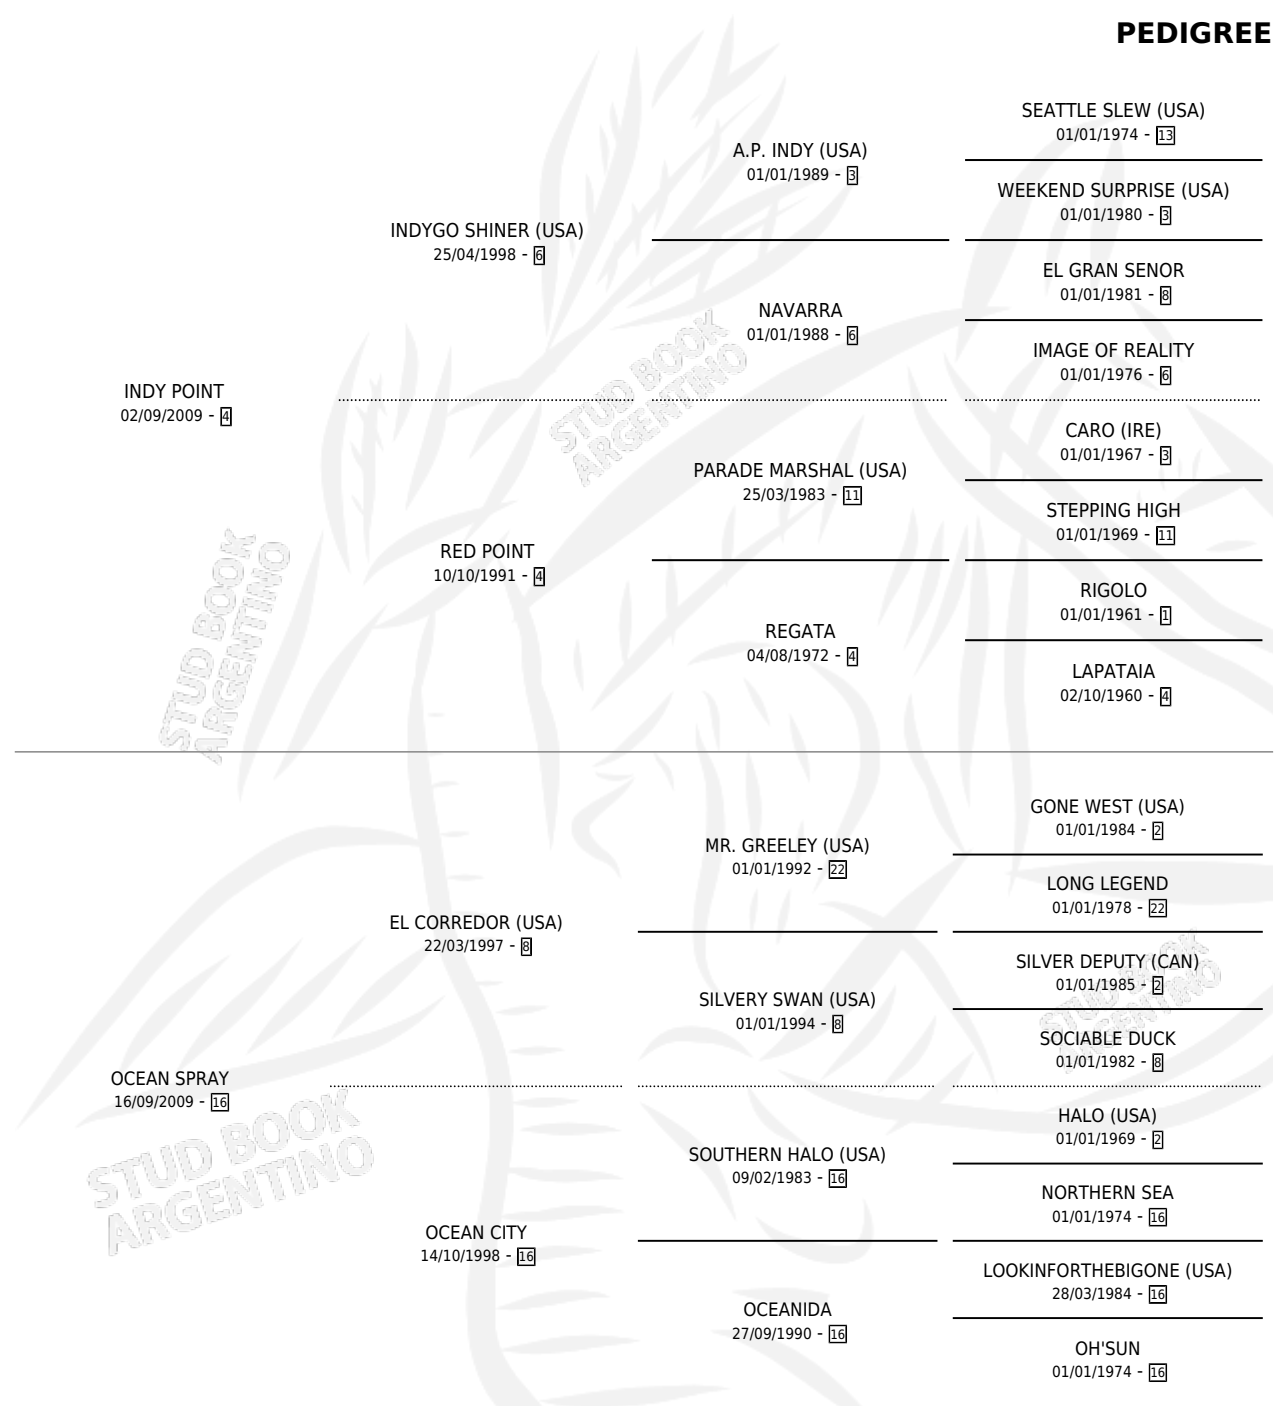 PEDIGREE
SEATTLE SLEW (USA)
01/01/1974 - 13
A.P. INDY (USA)
01/01/1989 - 3
WEEKEND SURPRISE (USA)
01/01/1980 - 3
INDYGO SHINER (USA)
25/04/1998 - 6
EL GRAN SENOR
01/01/1981 - 8
NAVARRA
01/01/1988 - 6
IMAGE OF REALITY
01/01/1976 - 6
INDY POINT
02/09/2009 - 4
CARO (IRE)
01/01/1967 - 3
PARADE MARSHAL (USA)
25/03/1983 - 11
STEPPING HIGH
01/01/1969 - 11
RED POINT
10/10/1991 - 4
RIGOLO
01/01/1961 - 1
REGATA
04/08/1972 - 4
LAPATAIA
02/10/1960 - 4
GONE WEST (USA)
01/01/1984 - 2
MR. GREELEY (USA)
01/01/1992 - 22
LONG LEGEND
01/01/1978 - 22
EL CORREDOR (USA)
22/03/1997 - 8
SILVER DEPUTY (CAN)
01/01/1985 - 2
SILVERY SWAN (USA)
01/01/1994 - 8
SOCIABLE DUCK
01/01/1982 - 8
OCEAN SPRAY
16/09/2009 - 16
HALO (USA)
01/01/1969 - 2
SOUTHERN HALO (USA)
09/02/1983 - 16
NORTHERN SEA
01/01/1974 - 16
OCEAN CITY
14/10/1998 - 16
LOOKINFORTHEBIGONE (USA)
28/03/1984 - 16
OCEANIDA
27/09/1990 - 16
OH'SUN
01/01/1974 - 16
STUD BOOK
ARGENTINO
STUD BOOK
ARGENTINO
STUD BOOK
ARGENTINO
STUD BOOK
ARGENTINO